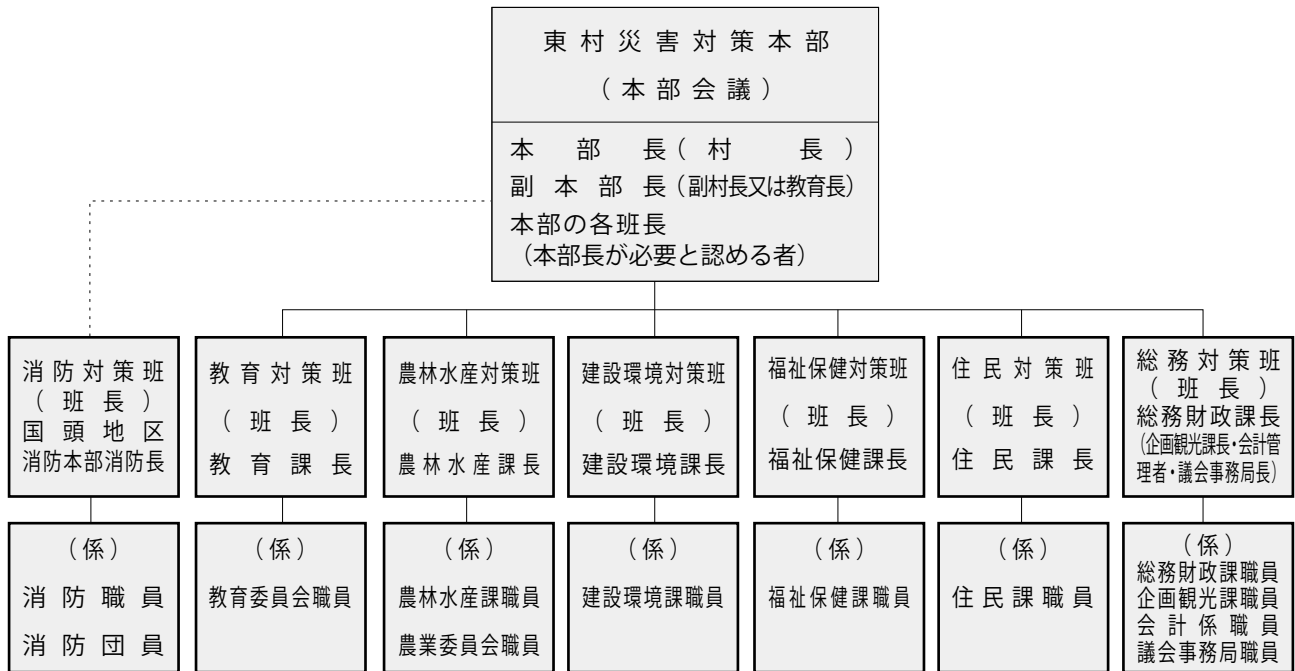 東村災害対策本部
（本部会議）
本部長（村長）
副本部長（副村長又は教育長）
本部の各班長
（本部長が必要と認める者）
消防対策班
（班長）
国頭地区
消防本部消防長
教育対策班
（班長）
教育課長
農林水産対策班
（班長）
農林水産課長
建設環境対策班
（班長）
建設環境課長
福祉保健対策班
（班長）
福祉保健課長
住民対策班
（班長）
住民課長
総務対策班
（班長）
総務財政課長
（企画観光課長・会計管
理者・議会事務局長）
（係）
消防職員
消防団員
（係）
教育委員会職員
（係）
農林水産課職員
農業委員会職員
（係）
建設環境課職員
（係）
福祉保健課職員
（係）
住民課職員
（係）
総務財政課職員
企画観光課職員
会計係職員
議会事務局職員